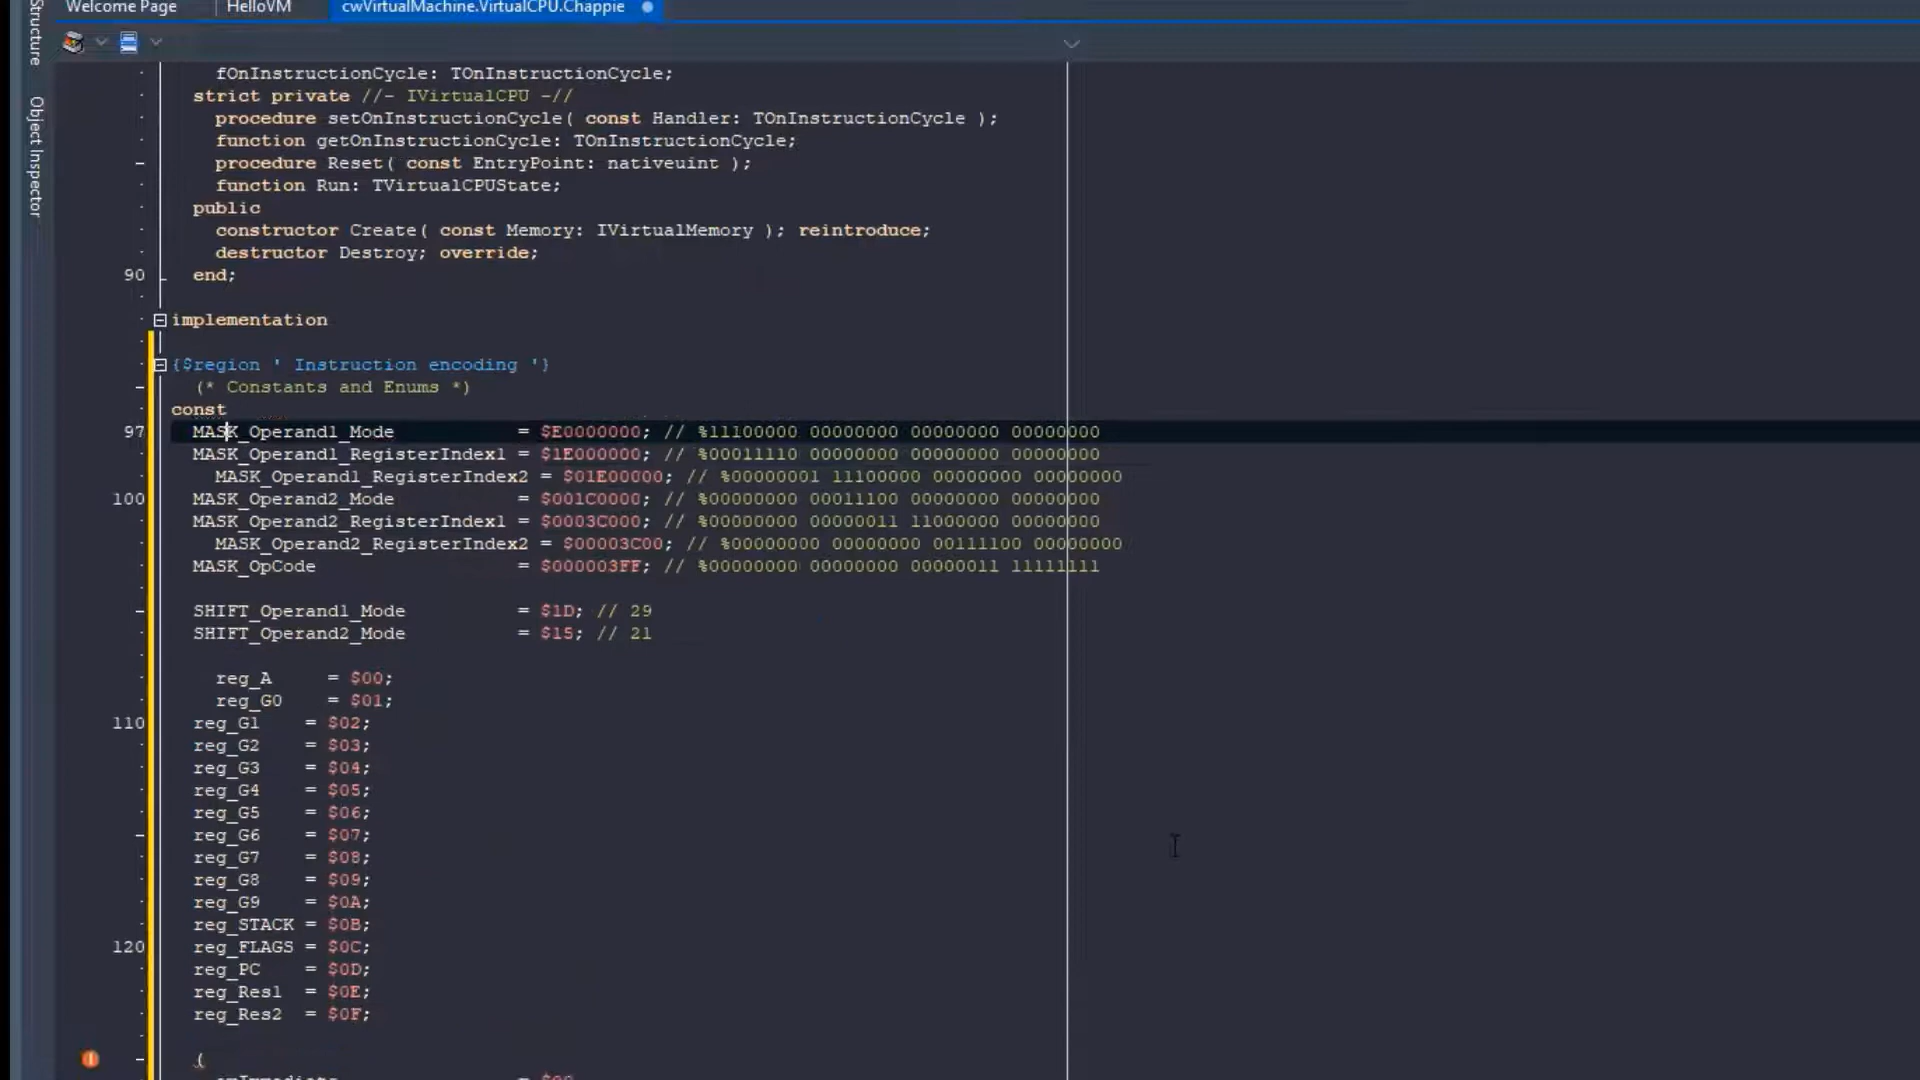 Welcome Page HelloVM cwVirtualMachine.VirtualCPU.Chappie
Structure
Object Inspector
fOnInstructionCycle: TOnInstructionCycle;
strict private //- IVirtualCPU -//
procedure setOnInstructionCycle( const Handler: TOnInstructionCycle );
function getOnInstructionCycle: TOnInstructionCycle;
procedure Reset( const EntryPoint: nativeuint );
function Run: TVirtualCPUState;
public
constructor Create( const Memory: IVirtualMemory ); reintroduce;
destructor Destroy; override;
90 end;
implementation
{$region ' Instruction encoding '}
(* Constants and Enums *)
const
97 MASK_Operand1_Mode = $E0000000; // %11100000 00000000 00000000 00000000
MASK_Operand1_RegisterIndex1 = $1E000000; // %00011110 00000000 00000000 00000000
MASK_Operand1_RegisterIndex2 = $01E00000; // %00000001 11100000 00000000 00000000
100 MASK_Operand2_Mode = $001C0000; // %00000000 00011100 00000000 00000000
MASK_Operand2_RegisterIndex1 = $0003C000; // %00000000 00000011 11000000 00000000
MASK_Operand2_RegisterIndex2 = $00003C00; // %00000000 00000000 00111100 00000000
MASK_OpCode = $000003FF; // %00000000 00000000 00000011 11111111
SHIFT_Operand1_Mode = $1D; // 29
SHIFT_Operand2_Mode = $15; // 21
reg_A = $00;
reg_G0 = $01;
110 reg_G1 = $02;
reg_G2 = $03;
reg_G3 = $04;
reg_G4 = $05;
reg_G5 = $06;
reg_G6 = $07;
reg_G7 = $08;
reg_G8 = $09;
reg_G9 = $0A;
reg_STACK = $0B;
120 reg_FLAGS = $0C;
reg_PC = $0D;
reg_Res1 = $0E;
reg_Res2 = $0F;
(